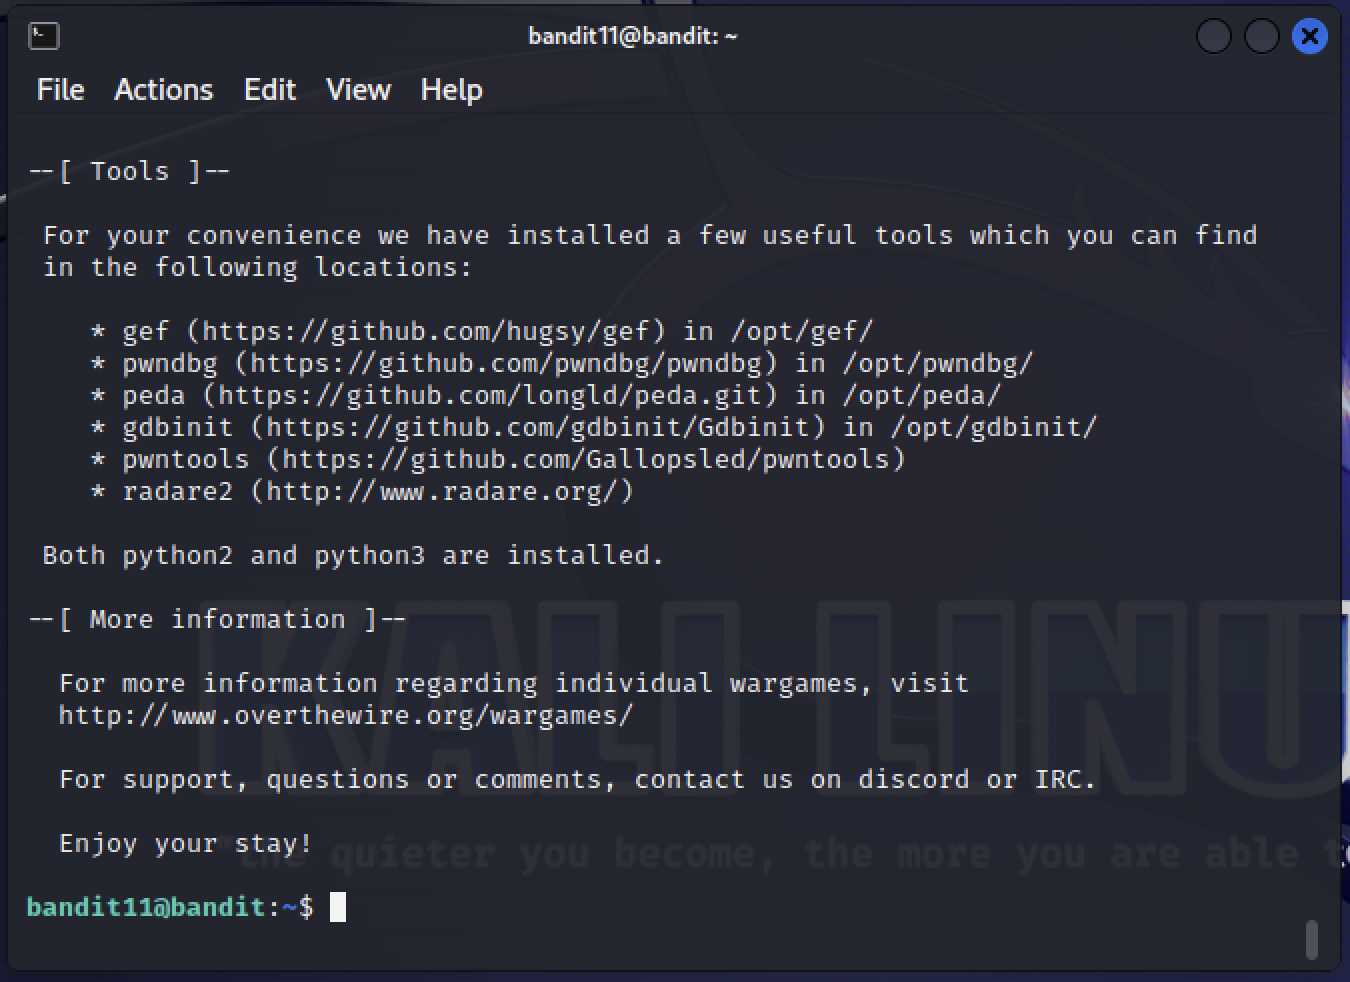 bandit11@bandit: ~
File Actions Edit View Help
--[ Tools ]--
For your convenience we have installed a few useful tools which you can find
in the following locations:
* gef (https://github.com/hugsy/gef) in /opt/gef/
* pwndbg (https://github.com/pwndbg/pwndbg) in /opt/pwndbg/
* peda (https://github.com/longld/peda.git) in /opt/peda/
* gdbinit (https://github.com/gdbinit/Gdbinit) in /opt/gdbinit/
* pwntools (https://github.com/Gallopsled/pwntools)
* radare2 (http://www.radare.org/)
Both python2 and python3 are installed.
--[ More information ]--
For more information regarding individual wargames, visit
http://www.overthewire.org/wargames/
KALI LINU
For support, questions or comments, contact us on discord or IRC.
Enjoy your stay!
"the quieter you become, the more you are able to
bandit11@bandit:~$